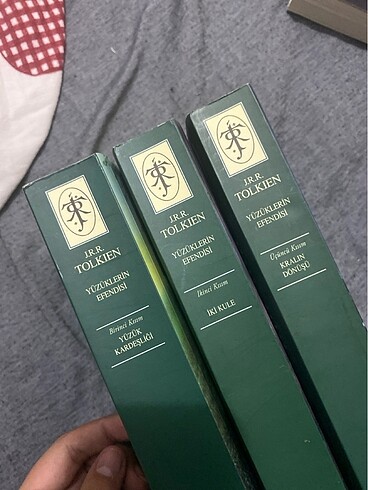 J.R.R.
TOLKIEN
YÜZÜKLERİN
EFENDİSİ
Birinci Kısım
YÜZÜK
KARDEŞLİĞİ
J.R.R.
TOLKIEN
YÜZÜKLERİN
EFENDİSİ
İkinci Kısım
İKİ KULE
J.R.R.
TOLKIEN
YÜZÜKLERİN
EFENDİSİ
Üçüncü Kısım
KRALIN
DÖNÜŞÜ